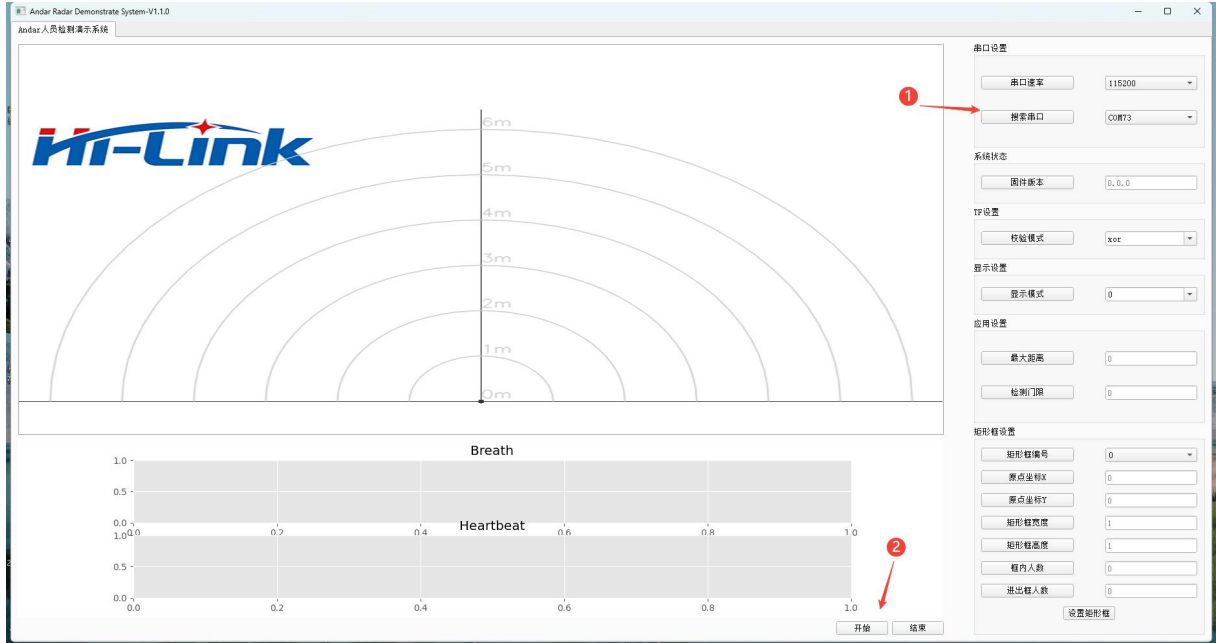 Andar Radar Demonstrate System-V1.1.0
Andar人员检测演示系统
Hi-Link
6m
5m
4m
3m
2m
1m
0m
Breath
1.0
0.5
0.0
0.0 0.2 0.4 0.6 0.8 1.0
Heartbeat
1.0
0.5
0.0
0.0 0.2 0.4 0.6 0.8 1.0
2
开始 结束
串口设置
串口速率 115200
1
搜索串口 COM73
系统状态
固件版本 0.0.0
TF设置
校验模式 xor
显示设置
显示模式 0
应用设置
最大距离 0
检测门限 0
矩形框设置
矩形框编号 0
原点坐标X 0
原点坐标Y 0
矩形框宽度 1
矩形框高度 1
框内人数 0
进出框人数 0
设置矩形框